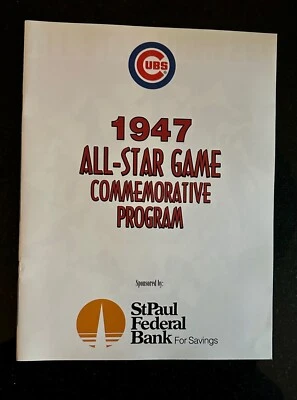 CUBS
1947
ALL-STAR GAME
COMMEMORATIVE
PROGRAM
Sponsored by:
StPaul
Federal
Bank For Savings